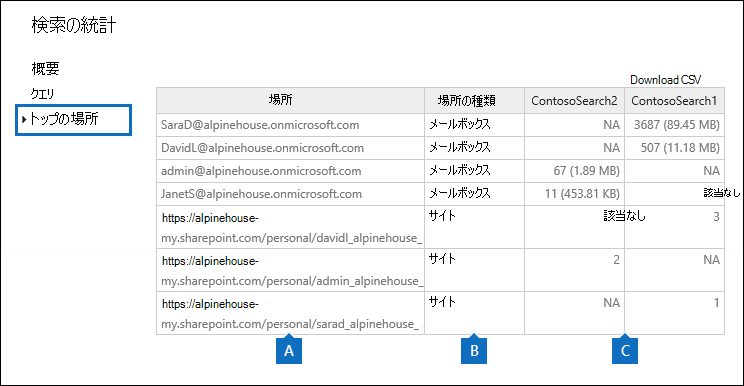 検索の統計
概要
クエリ
トップの場所
Download CSV
場所 場所の種類 ContosoSearch2 ContosoSearch1
SaraD@alpinehouse.onmicrosoft.com メールボックス NA 3687 (89.45 MB)
DavidL@alpinehouse.onmicrosoft.com メールボックス NA 507 (11.18 MB)
admin@alpinehouse.onmicrosoft.com メールボックス 67 (1.89 MB) NA
JanetS@alpinehouse.onmicrosoft.com メールボックス 11 (453.81 KB) 該当なし
https://alpinehouse- サイト 該当なし 3
my.sharepoint.com/personal/davidl_alpinehouse_
https://alpinehouse- サイト 2 NA
my.sharepoint.com/personal/admin_alpinehouse_
https://alpinehouse- サイト NA 1
my.sharepoint.com/personal/sarad_alpinehouse_
A B C